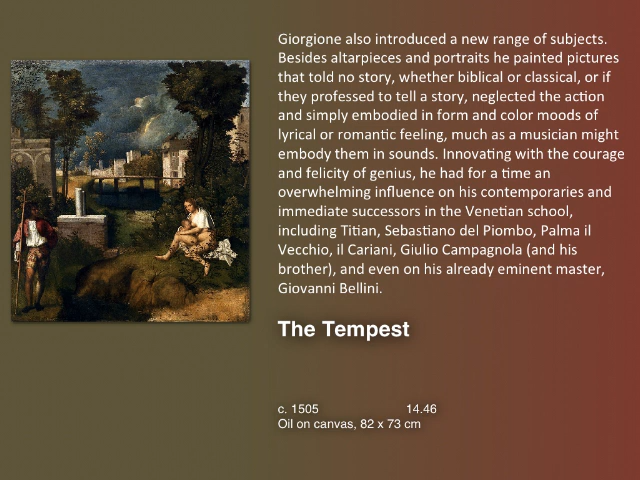 Giorgione also introduced a new range of subjects.
Besides altarpieces and portraits he painted pictures
that told no story, whether biblical or classical, or if
they professed to tell a story, neglected the action
and simply embodied in form and color moods of
lyrical or romantic feeling, much as a musician might
embody them in sounds. Innovating with the courage
and felicity of genius, he had for a time an
overwhelming influence on his contemporaries and
immediate successors in the Venetian school,
including Titian, Sebastiano del Piombo, Palma il
Vecchio, il Cariani, Giulio Campagnola (and his
brother), and even on his already eminent master,
Giovanni Bellini.
The Tempest
c. 1505 14.46
Oil on canvas, 82 x 73 cm